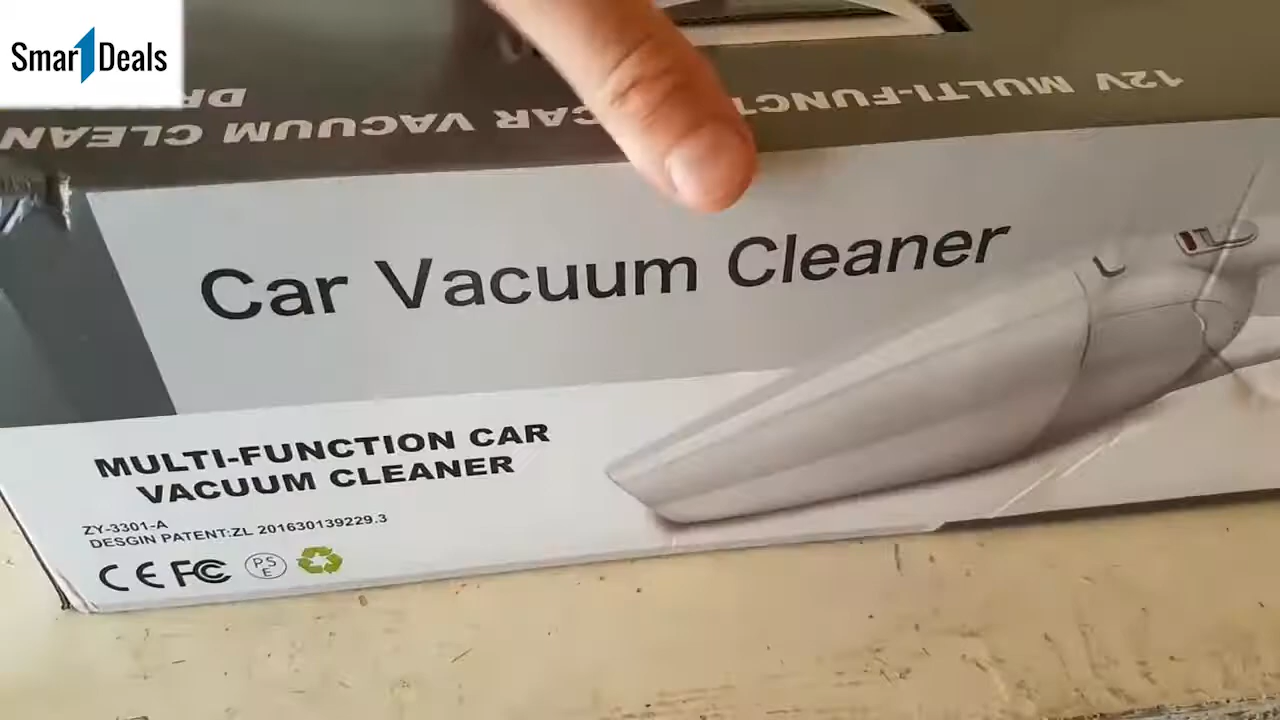 Smar1Deals
12V MULTI-FUNCT CAR VACUUM CLEAN
Car Vacuum Cleaner
MULTI-FUNCTION CAR
VACUUM CLEANER
ZY-3301-A
DESGIN PATENT:ZL 201630139229.3
CE FC PSE